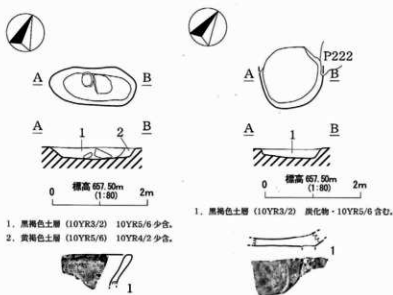 A B
A 1 2 B
標高 657.50m
(1:80)
0 2m
1. 黒褐色土層 (10YR3/2) 10YR5/6 少含。
2. 黄褐色土層 (10YR5/6) 10YR4/2 少含。
1
P222
A B
A 1 B
標高 657.50m
(1:80)
0 2m
1. 黒褐色土層 (10YR3/2) 炭化物・10YR5/6 含む。
1